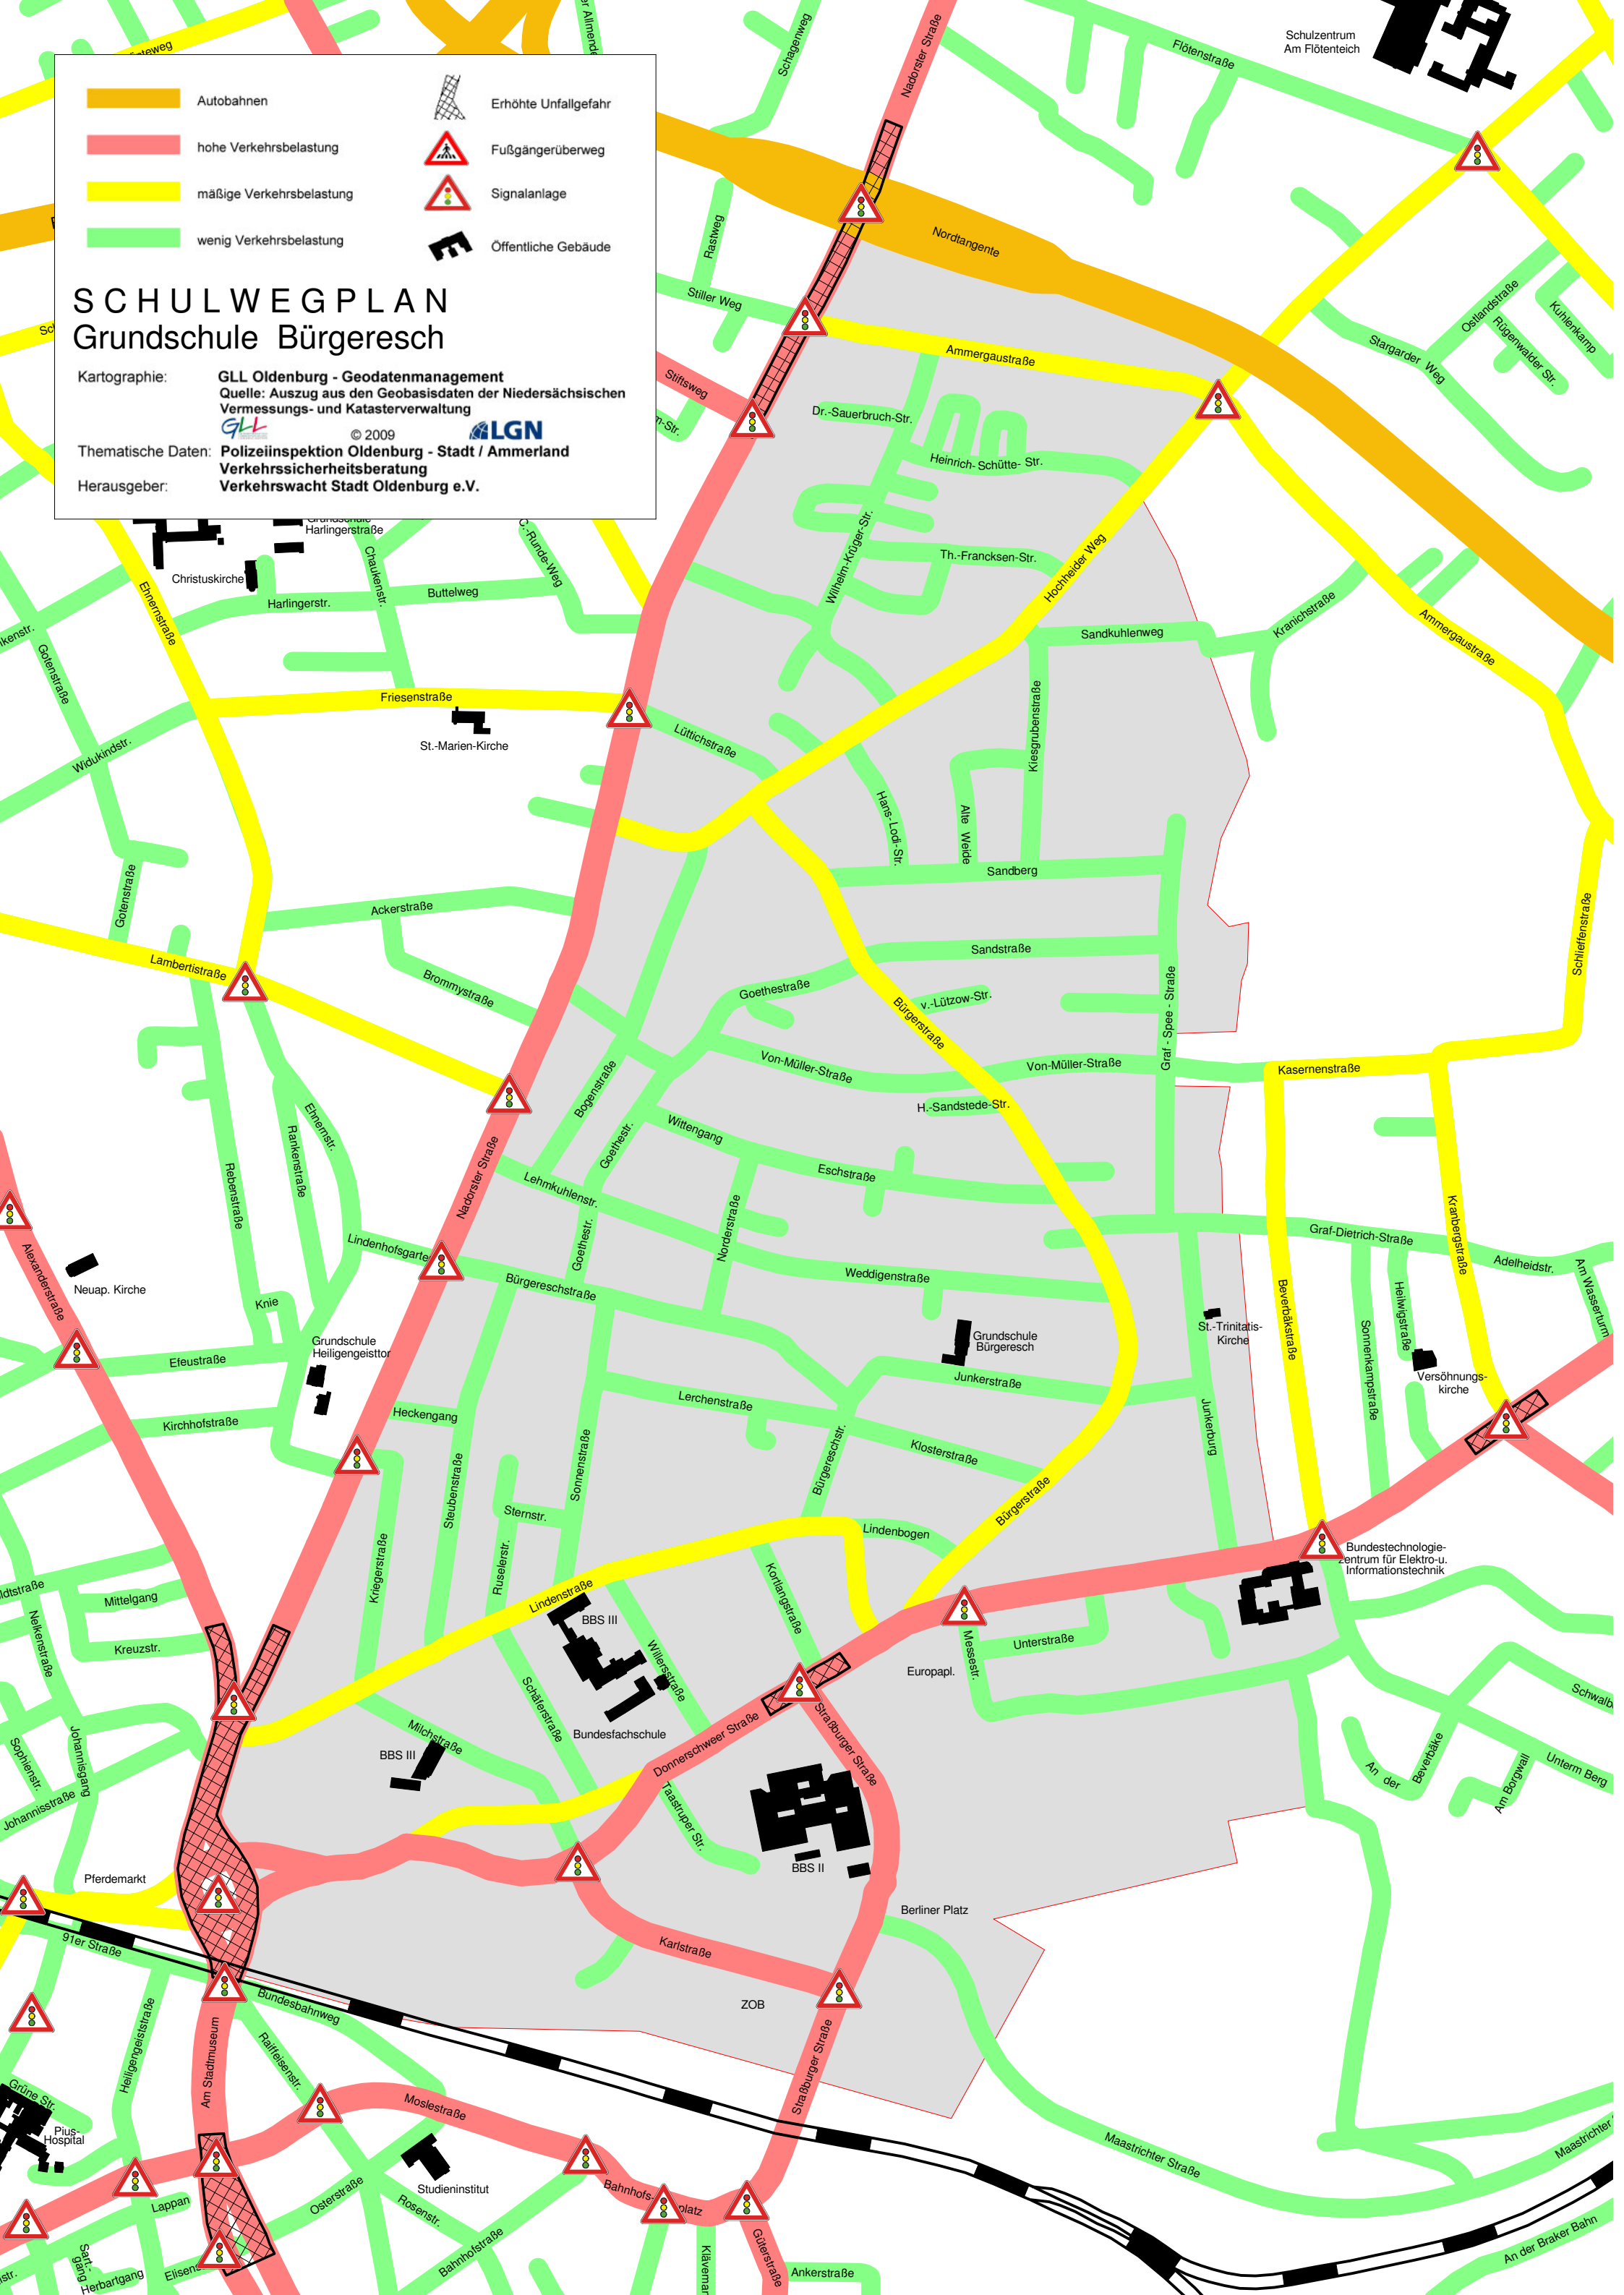 Autobahnen
hohe Verkehrsbelastung
mäßige Verkehrsbelastung
wenig Verkehrsbelastung
Erhöhte Unfallgefahr
Fußgängerüberweg
Signalanlage
Öffentliche Gebäude
SCHULWEGPLAN
Grundschule Bürgeresch
Kartographie:
GLL Oldenburg - Geodatenmanagement
Quelle: Auszug aus den Geobasisdaten der Niedersächsischen
Vermessungs- und Katasterverwaltung
GLL
© 2009
LGN
Thematische Daten:
Polizeiinspektion Oldenburg - Stadt / Ammerland
Verkehrssicherheitsberatung
Herausgeber:
Verkehrswacht Stadt Oldenburg e.V.
Schagenweg
Nadorster Straße
Flötenstraße
Schulzentrum
Am Flötenteich
Rastweg
Nordtangente
Stiller Weg
Ammergaustraße
Stiftsweg
Ostlandstraße
Kuhlenkamp
Rügenwalder Str.
Stargarder Weg
Dr.-Sauerbruch-Str.
Heinrich-Schütte-Str.
Wilhelm-Krüger-Str.
Th.-Francksen-Str.
Hochheider Weg
Harlingerstraße
Christuskirche
Harlingerstr.
Chaukenstr.
Buttelweg
C.-Runde-Weg
Ehnernstraße
Gotenstraße
Sandkuhlenweg
Kranichstraße
Ammergaustraße
Friesenstraße
St.-Marien-Kirche
Widukindstr.
Lüttichstraße
Kiesgrubenstraße
Hans-Lodi-Str.
Alte Weide
Sandberg
Gotenstraße
Ackerstraße
Lambertistraße
Brommystraße
Sandstraße
Goethestraße
v.-Lützow-Str.
Bürgerstraße
Graf - Spee - Straße
Schlieffenstraße
Von-Müller-Straße
Von-Müller-Straße
Kasernenstraße
H.-Sandstede-Str.
Bogenstraße
Goethestr.
Wittengang
Eschstraße
Ehnernstr.
Rankenstraße
Rebenstraße
Nadorster Straße
Lehmkuhlenstr.
Goethestr.
Norderstraße
Lindenhofsgarte
Bürgereschstraße
Weddigenstraße
Graf-Dietrich-Straße
Kranbergstraße
Adelheidstr.
Am Wasserturm
Alexanderstraße
Neuap. Kirche
Knie
Efeustraße
Grundschule
Heiligengeisttor
Grundschule
Bürgeresch
St.-Trinitatis-
Kirche
Beverbäkstraße
Sonnenkampstraße
Heilwigstraße
Versöhnungs-
kirche
Junkerstraße
Lerchenstraße
Heckengang
Kirchhofstraße
Klosterstraße
Bürgereschstr.
Junkerburg
Steubenstraße
Sonnenstraße
Sternstr.
Bürgerstraße
Lindenbogen
Kriegerstraße
Ruselerstr.
Lindenstraße
Kortlangstraße
Bundestechnologie-
zentrum für Elektro-u.
Informationstechnik
Mittelgang
Kreuzstr.
Nelkenstraße
BBS III
Willersstraße
Messestr.
Unterstraße
Europapl.
Schäferstraße
Bundesfachschule
Milchstraße
BBS III
Donnerschweer Straße
Straßburger Straße
Sophienstr.
Johannisgang
Johannisstraße
Taastruper Str.
BBS II
An der
Beverbäke
Am Borgwall
Unterm Berg
Pferdemarkt
91er Straße
Berliner Platz
Karlstraße
ZOB
Bundesbahnweg
Heiligengeiststraße
Am Stadtmuseum
Raiffeisenstr.
Straßburger Straße
Grüne Str.
Pius-
Hospital
Moslestraße
Studieninstitut
Maastrichter Straße
Maastrichter
Lappan
Osterstraße
Rosenstr.
Bahnhofs-
platz
Bahnhofstraße
Güterstraße
An der Braker Bahn
Herbartgang
Ankerstraße